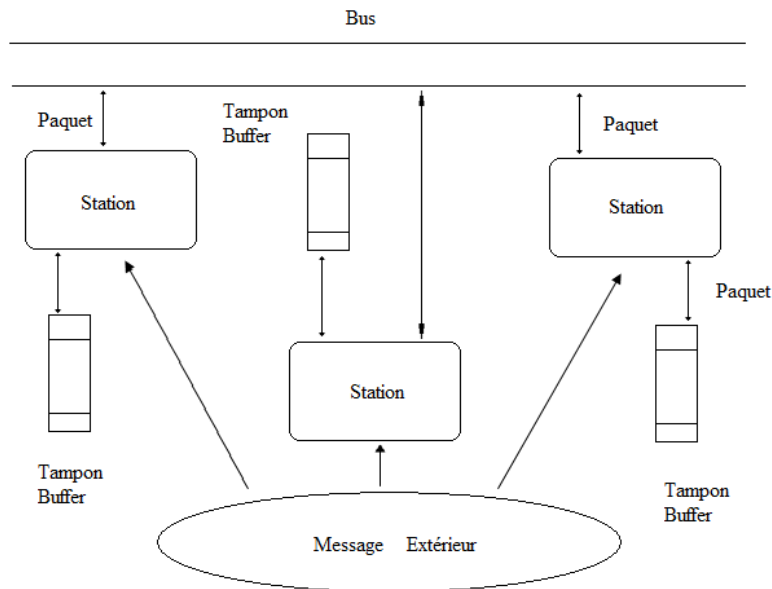 Bus
Paquet
Tampon
Buffer
Paquet
Station
Station
Paquet
Station
Tampon
Buffer
Tampon
Buffer
Message Extérieur